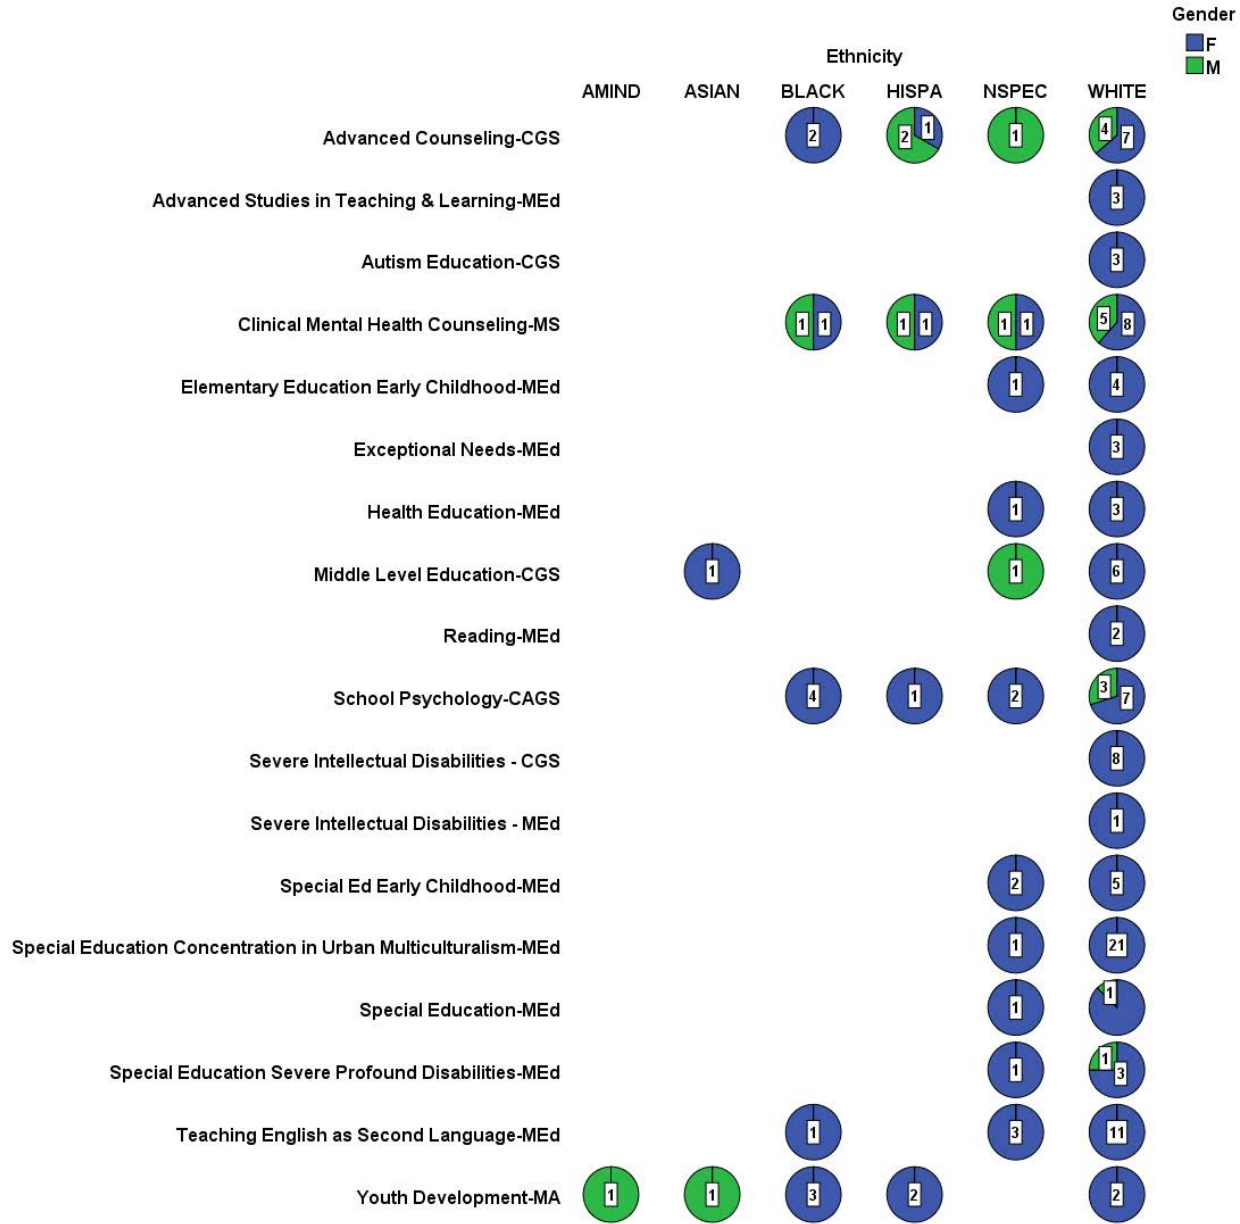 Gender
F
M
Ethnicity
AMIND ASIAN BLACK HISPA NSPEC WHITE
Advanced Counseling-CGS 2 2 1 1 4 7
Advanced Studies in Teaching & Learning-MEd 3
Autism Education-CGS 3
Clinical Mental Health Counseling-MS 1 1 1 1 1 1 5 8
Elementary Education Early Childhood-MEd 1 4
Exceptional Needs-MEd 3
Health Education-MEd 1 3
Middle Level Education-CGS 1 1 6
Reading-MEd 2
School Psychology-CAGS 4 1 2 3 7
Severe Intellectual Disabilities - CGS 8
Severe Intellectual Disabilities - MEd 1
Special Ed Early Childhood-MEd 2 5
Special Education Concentration in Urban Multiculturalism-MEd 1 21
Special Education-MEd 1 1
Special Education Severe Profound Disabilities-MEd 1 1 3
Teaching English as Second Language-MEd 1 3 11
Youth Development-MA 1 1 3 2 2